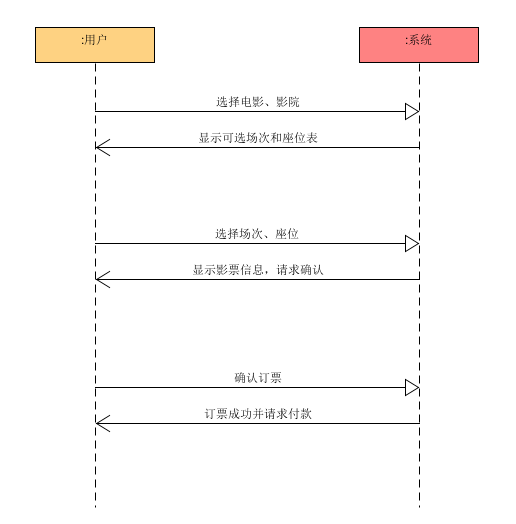 :用户
:系统
选择电影、影院
显示可选场次和座位表
选择场次、座位
显示影票信息，请求确认
确认订票
订票成功并请求付款